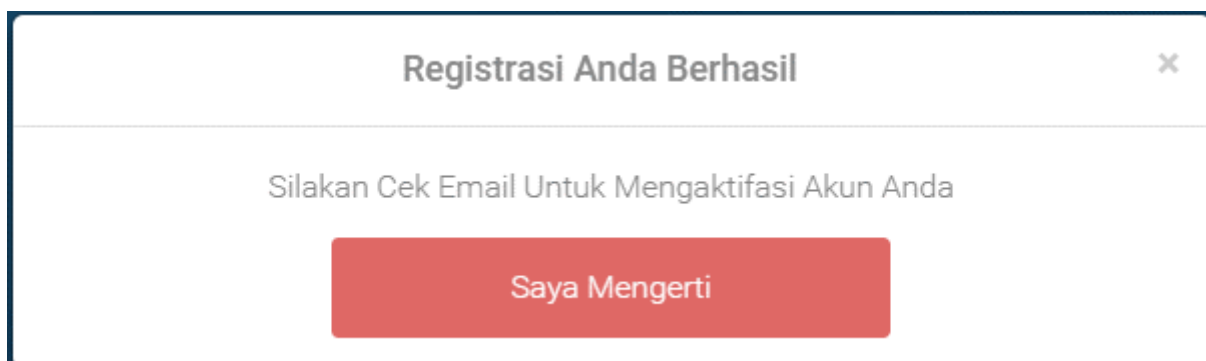 Registrasi Anda Berhasil
Silakan Cek Email Untuk Mengaktifasi Akun Anda
Saya Mengerti